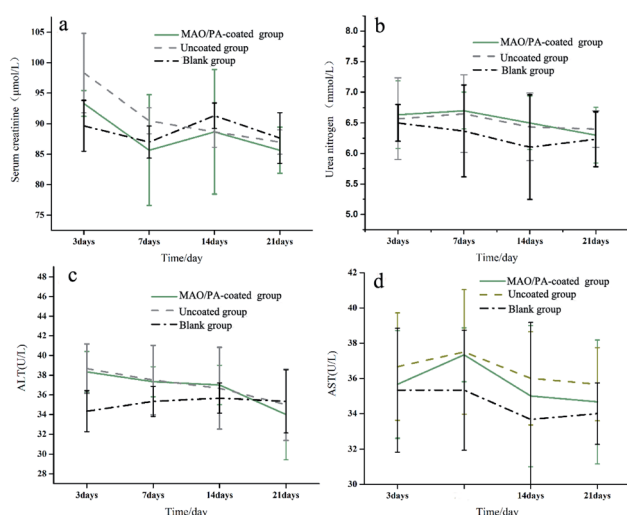 a
MAO/PA-coated group
Uncoated group
Blank group
Serum creatinine（μmol/L）
105
100
95
90
85
80
75
3days
7days
14days
21days
Time/day
b
MAO/PA-coated group
Uncoated group
Blank group
Urea nitrogen（mmol/L）
8.0
7.5
7.0
6.5
6.0
5.5
5.0
3days
7days
14days
21days
Time/day
c
MAO/PA-coated group
Uncoated group
Blank group
ALT(U/L)
48
46
44
42
40
38
36
34
32
30
28
3days
7days
14days
21days
Time/day
d
MAO/PA-coated group
Uncoated group
Blank group
AST(U/L)
42
40
38
36
34
32
30
3days
14days
21days
Time/day